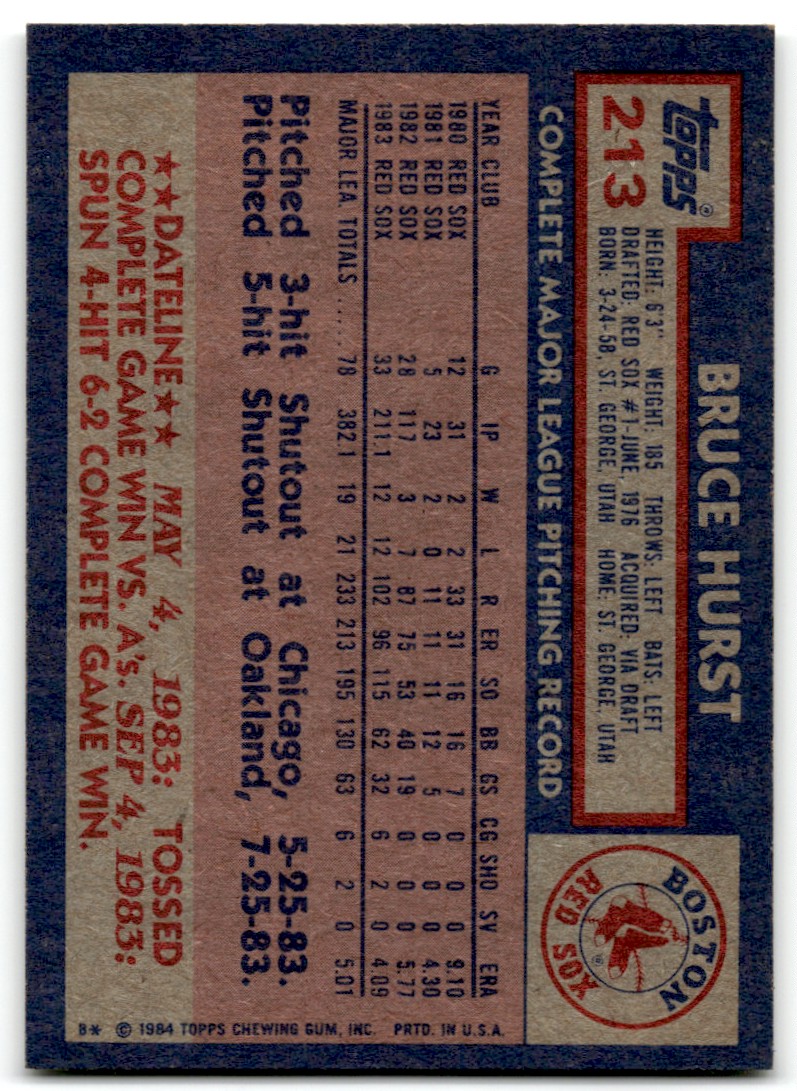 topps®
213
BRUCE HURST
HEIGHT: 6'3" WEIGHT: 185 THROWS: LEFT BATS: LEFT
DRAFTED: RED SOX #1-JUNE, 1976 ACQUIRED: VIA DRAFT
BORN: 3-24-58, ST. GEORGE, UTAH HOME: ST. GEORGE, UTAH
BOSTON
RED SOX
®
COMPLETE MAJOR LEAGUE PITCHING RECORD
YEAR CLUB G IP W L R ER SO BB GS CG SHO SV ERA
1980 RED SOX 12 31 2 2 33 31 16 16 7 0 0 0 9.10
1981 RED SOX 5 23 2 0 11 11 11 12 5 0 0 0 4.30
1982 RED SOX 28 117 3 7 87 75 53 40 19 0 0 0 5.77
1983 RED SOX 33 211.1 12 12 102 96 115 62 32 6 2 0 4.09
MAJOR LEA TOTALS ..... 78 382.1 19 21 233 213 195 130 63 6 2 0 5.01
Pitched 3-hit Shutout at Chicago, 5-25-83.
Pitched 5-hit Shutout at Oakland, 7-25-83.
★★DATELINE★★ MAY 4, 1983: TOSSED
COMPLETE GAME WIN VS. A's. SEP 4, 1983:
SPUN 4-HIT 6-2 COMPLETE GAME WIN.
B* © 1984 TOPPS CHEWING GUM, INC. PRTD. IN U.S.A.